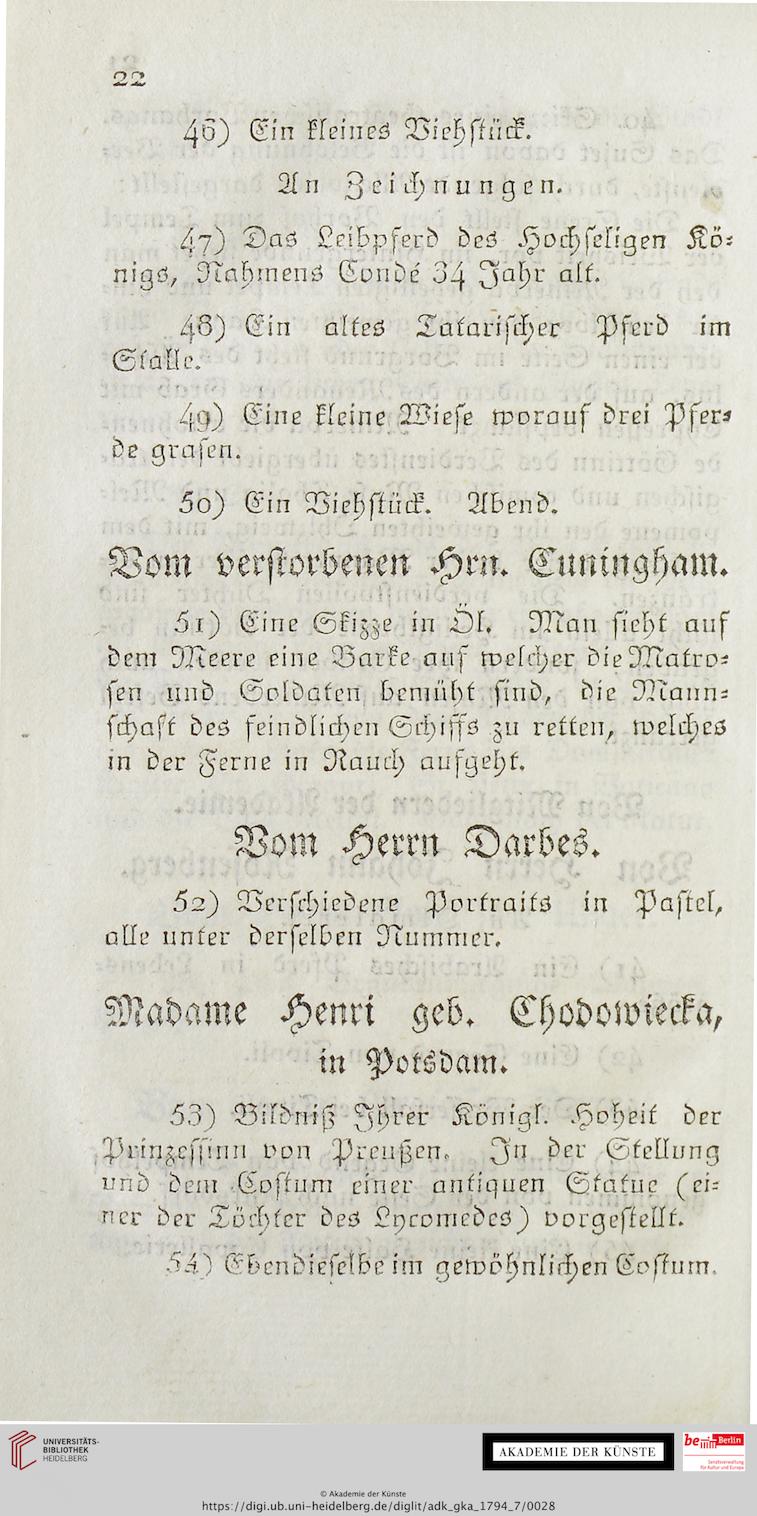 22
46) Ein kleines Viehstück.
An Zeichnungen.
47) Das Leibpferd des Hochseligen Kö-
nigs, Nahmens Condé 34 Jahr alt.
48) Ein altes Tatarischer Pferd im
Stalle.
49) Eine kleine Wiese worauf drei Pfer-
de grasen.
50) Ein Viehstück. Abend.
Vom verstorbenen Hrn. Cuningham.
51) Eine Skizze in Öl. Man sieht auf
dem Meere eine Barke auf welcher die Matro-
sen und Soldaten bemüht sind, die Mann-
schaft des feindlichen Schiffs zu retten, welches
in der Ferne in Rauch aufgeht.
Vom Herrn Darbes.
52) Verschiedene Portraits in Pastel,
alle unter derselben Nummer.
Madame Henri geb. Chodowiecka,
in Potsdam.
53) Bildniß Ihrer Königl. Hoheit der
Prinzessinn von Preußen. In der Stellung
und dem Costum einer antiquen Statue (ei-
ner der Töchter des Lycomedes) vorgestellt.
54) Ebendieselbe im gewöhnlichen Costum.
UNIVERSITÄTS-
BIBLIOTHEK
HEIDELBERG
AKADEMIE DER KÜNSTE
be Berlin
Senatsverwaltung
für Kultur und Europa
© Akademie der Künste
https://digi.ub.uni-heidelberg.de/diglit/adk_gka_1794_7/0028